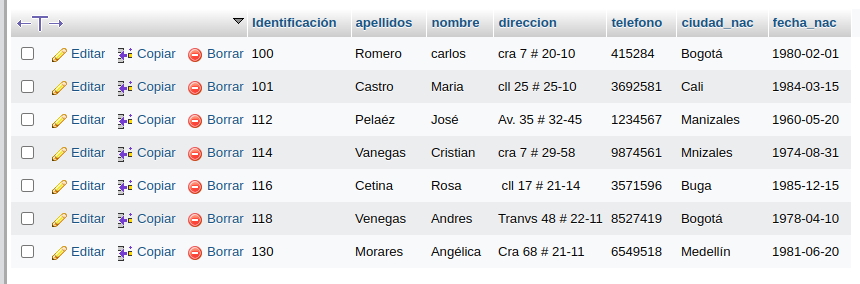 Identificación apellidos nombre direccion telefono ciudad_nac fecha_nac
Editar Copiar Borrar 100 Romero carlos cra 7 # 20-10 415284 Bogotá 1980-02-01
Editar Copiar Borrar 101 Castro Maria cll 25 # 25-10 3692581 Cali 1984-03-15
Editar Copiar Borrar 112 Pelaéz José Av. 35 # 32-45 1234567 Manizales 1960-05-20
Editar Copiar Borrar 114 Vanegas Cristian cra 7 # 29-58 9874561 Mnizales 1974-08-31
Editar Copiar Borrar 116 Cetina Rosa cll 17 # 21-14 3571596 Buga 1985-12-15
Editar Copiar Borrar 118 Venegas Andres Tranvs 48 # 22-11 8527419 Bogotá 1978-04-10
Editar Copiar Borrar 130 Morares Angélica Cra 68 # 21-11 6549518 Medellín 1981-06-20